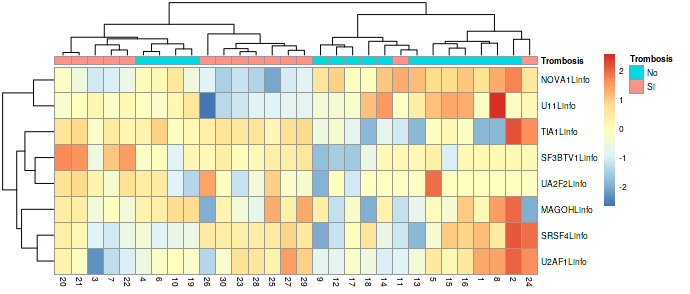 Trombosis
Trombosis
No
SI
2
1
0
-1
-2
NOVA1Linfo
U11Linfo
TIA1Linfo
SF3BTV1Linfo
UA2F2Linfo
MAGOHLinfo
SRSF4Linfo
U2AF1Linfo
20 21 3 7 22 4 6 10 19 26 30 23 28 25 27 29 9 12 17 18 14 11 13 5 15 16 1 8 2 24